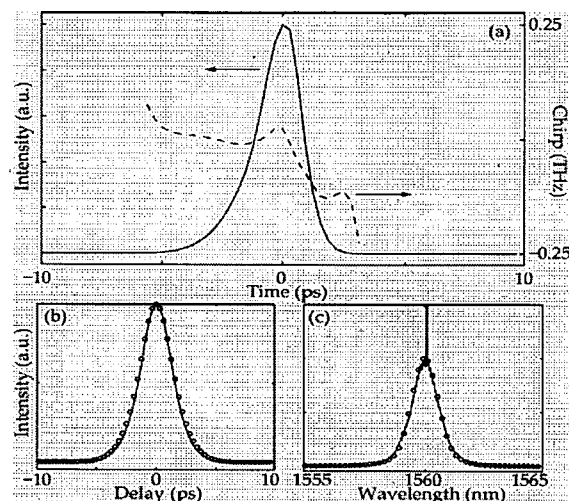 (a)
0.25
Intensity (a.u.)
Chirp (THz)
-0.25
-10
0
10
Time (ps)
(b)
(c)
Intensity (a.u.)
-10
0
10
Delay (ps)
1555
1560
1565
Wavelength (nm)